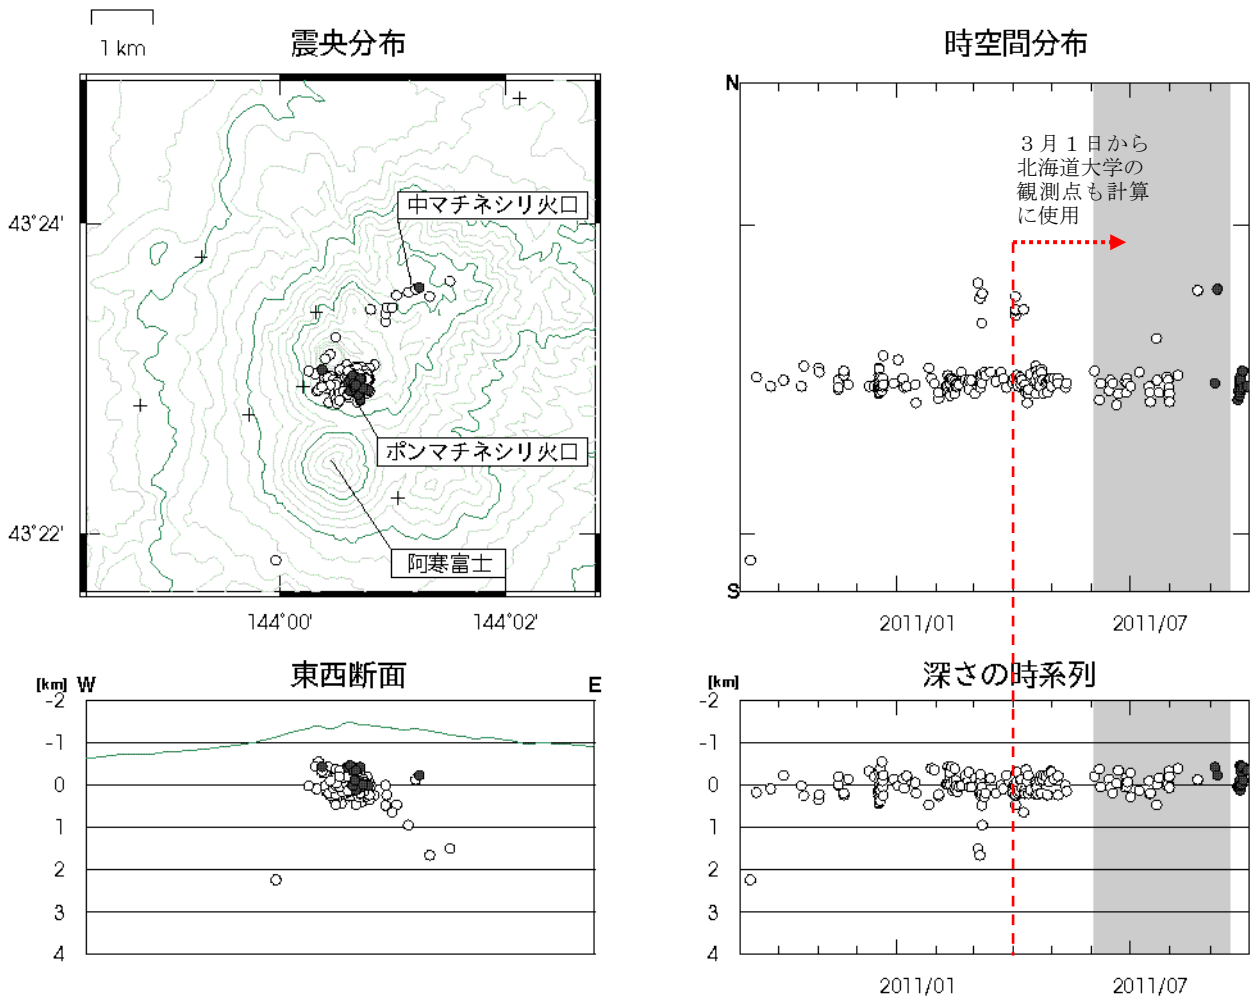 1 km
震央分布
43°24'
43°22'
中マチネシリ火口
ポンマチネシリ火口
阿寒富士
144°00'
144°02'
時空間分布
N
S
3月1日から
北海道大学の
観測点も計算
に使用
2011/01
2011/07
東西断面
[km]
W
E
-2
-1
0
1
2
3
4
深さの時系列
[km]
-2
-1
0
1
2
3
4
2011/01
2011/07